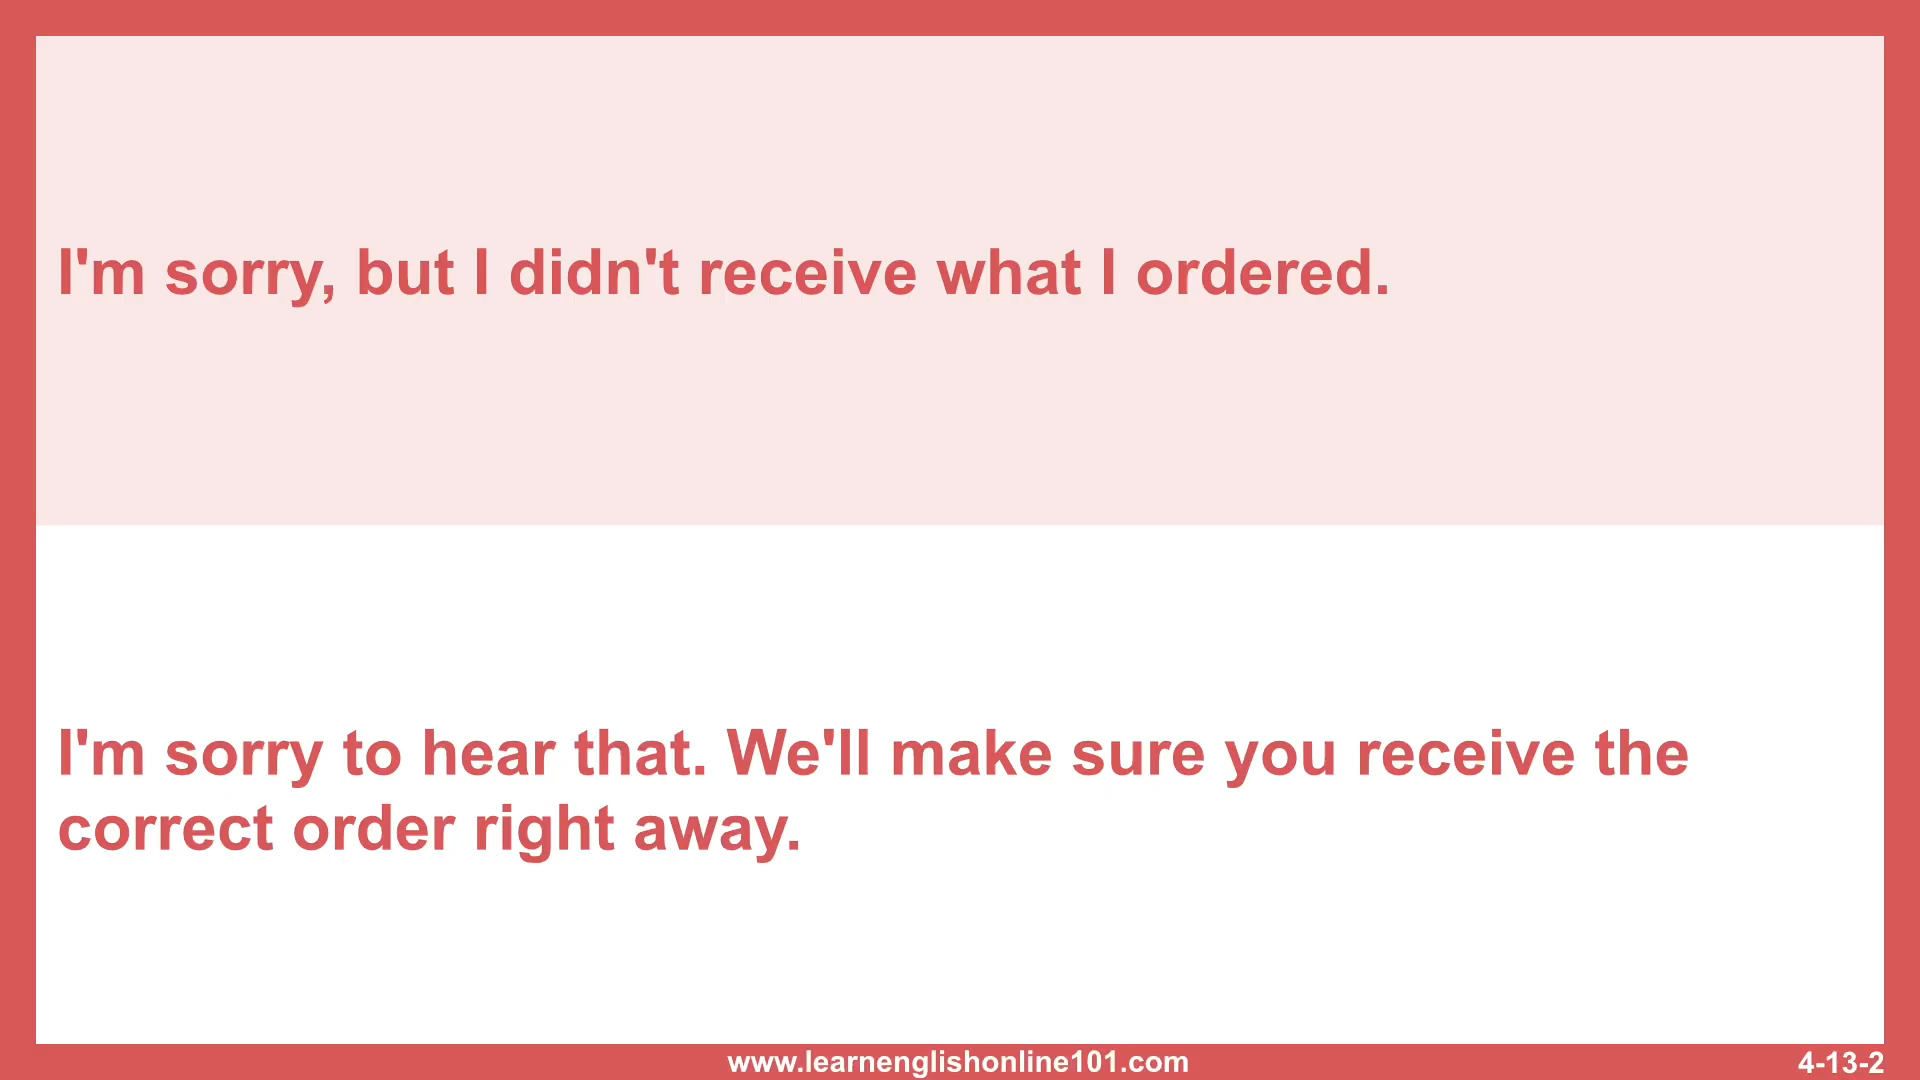 I'm sorry, but I didn't receive what I ordered.
I'm sorry to hear that. We'll make sure you receive the
correct order right away.
www.learnenglishonline101.com
4-13-2